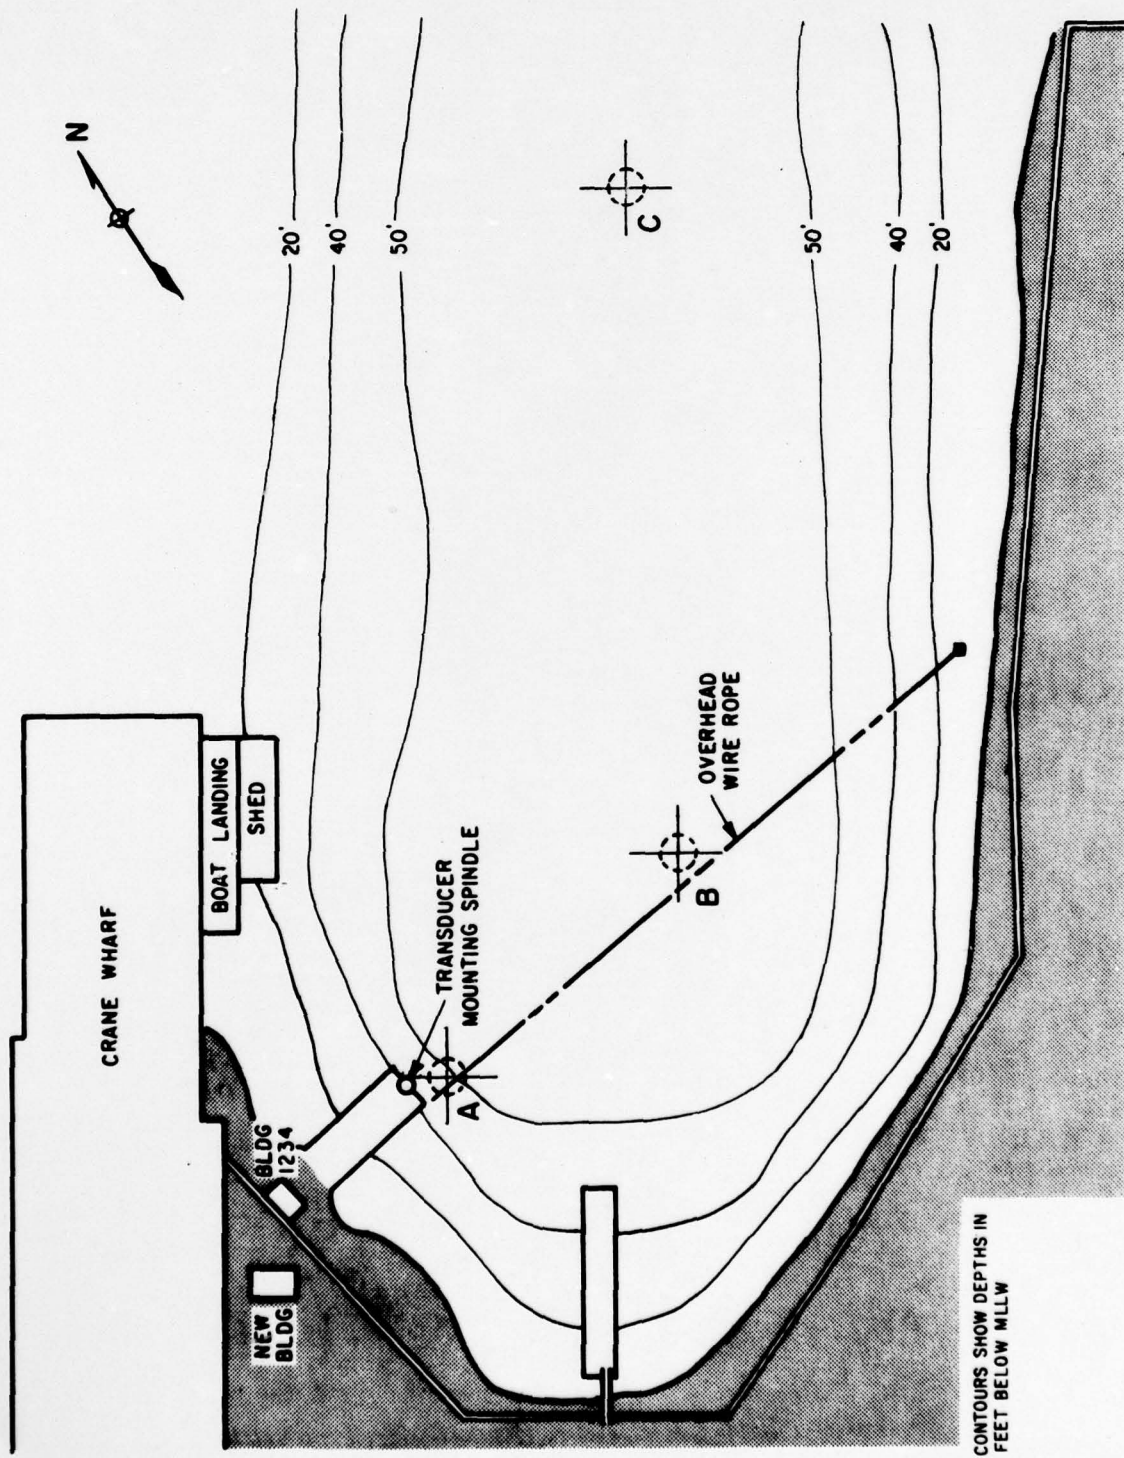 N
20'
40'
50'
C
50'
40'
20'
CRANE WHARF
BOAT LANDING
SHED
TRANSDUCER
MOUNTING SPINDLE
OVERHEAD
WIRE ROPE
B
A
BLDG
1234
NEW
BLDG
CONTOURS SHOW DEPTHS IN
FEET BELOW MLLW